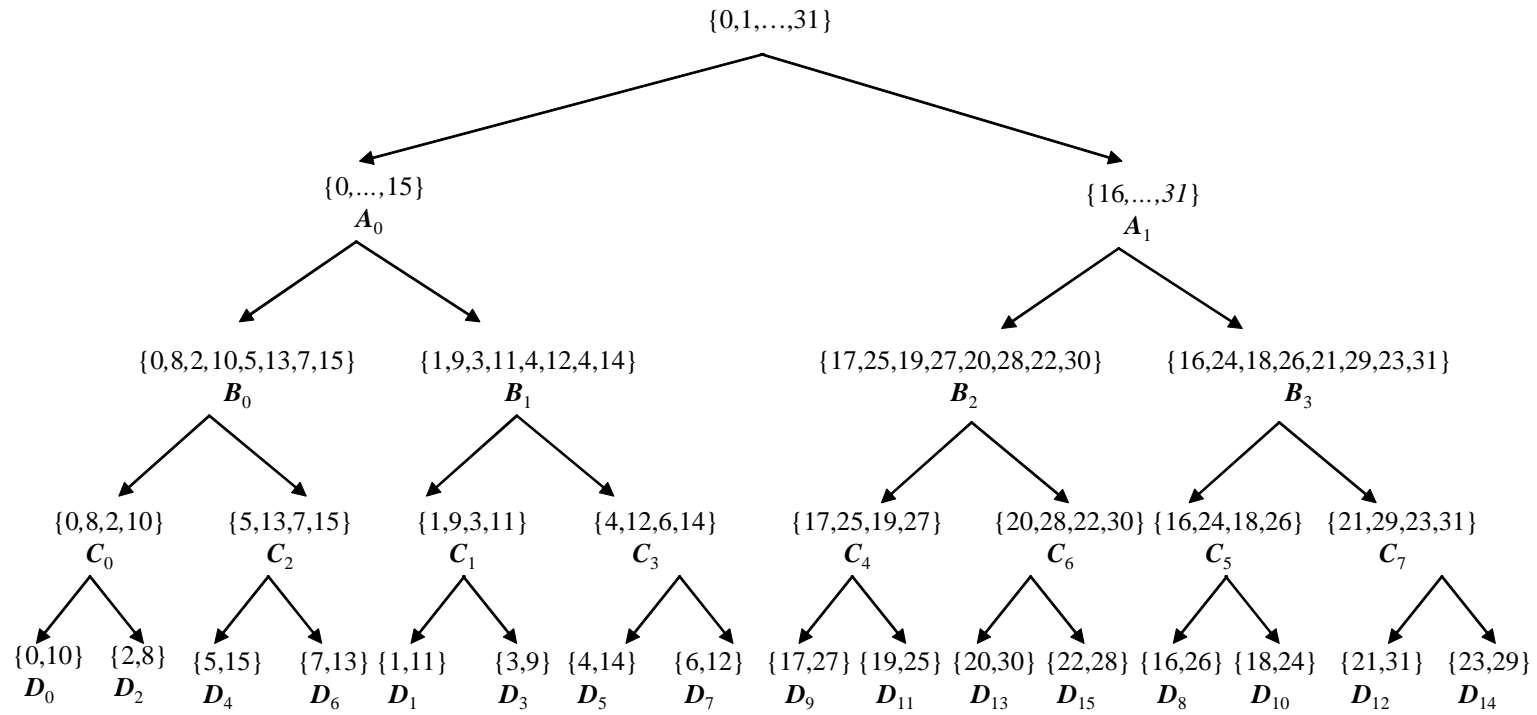 {0,1,…,31}
{0,...,15} {16,...,31}
A₀ A₁
{0,8,2,10,5,13,7,15} {1,9,3,11,4,12,4,14} {17,25,19,27,20,28,22,30} {16,24,18,26,21,29,23,31}
B₀ B₁ B₂ B₃
{0,8,2,10} {5,13,7,15} {1,9,3,11} {4,12,6,14} {17,25,19,27} {20,28,22,30} {16,24,18,26} {21,29,23,31}
C₀ C₂ C₁ C₃ C₄ C₆ C₅ C₇
{0,10} {2,8} {5,15} {7,13} {1,11} {3,9} {4,14} {6,12} {17,27} {19,25} {20,30} {22,28} {16,26} {18,24} {21,31} {23,29}
D₀ D₂ D₄ D₆ D₁ D₃ D₅ D₇ D₉ D₁₁ D₁₃ D₁₅ D₈ D₁₀ D₁₂ D₁₄